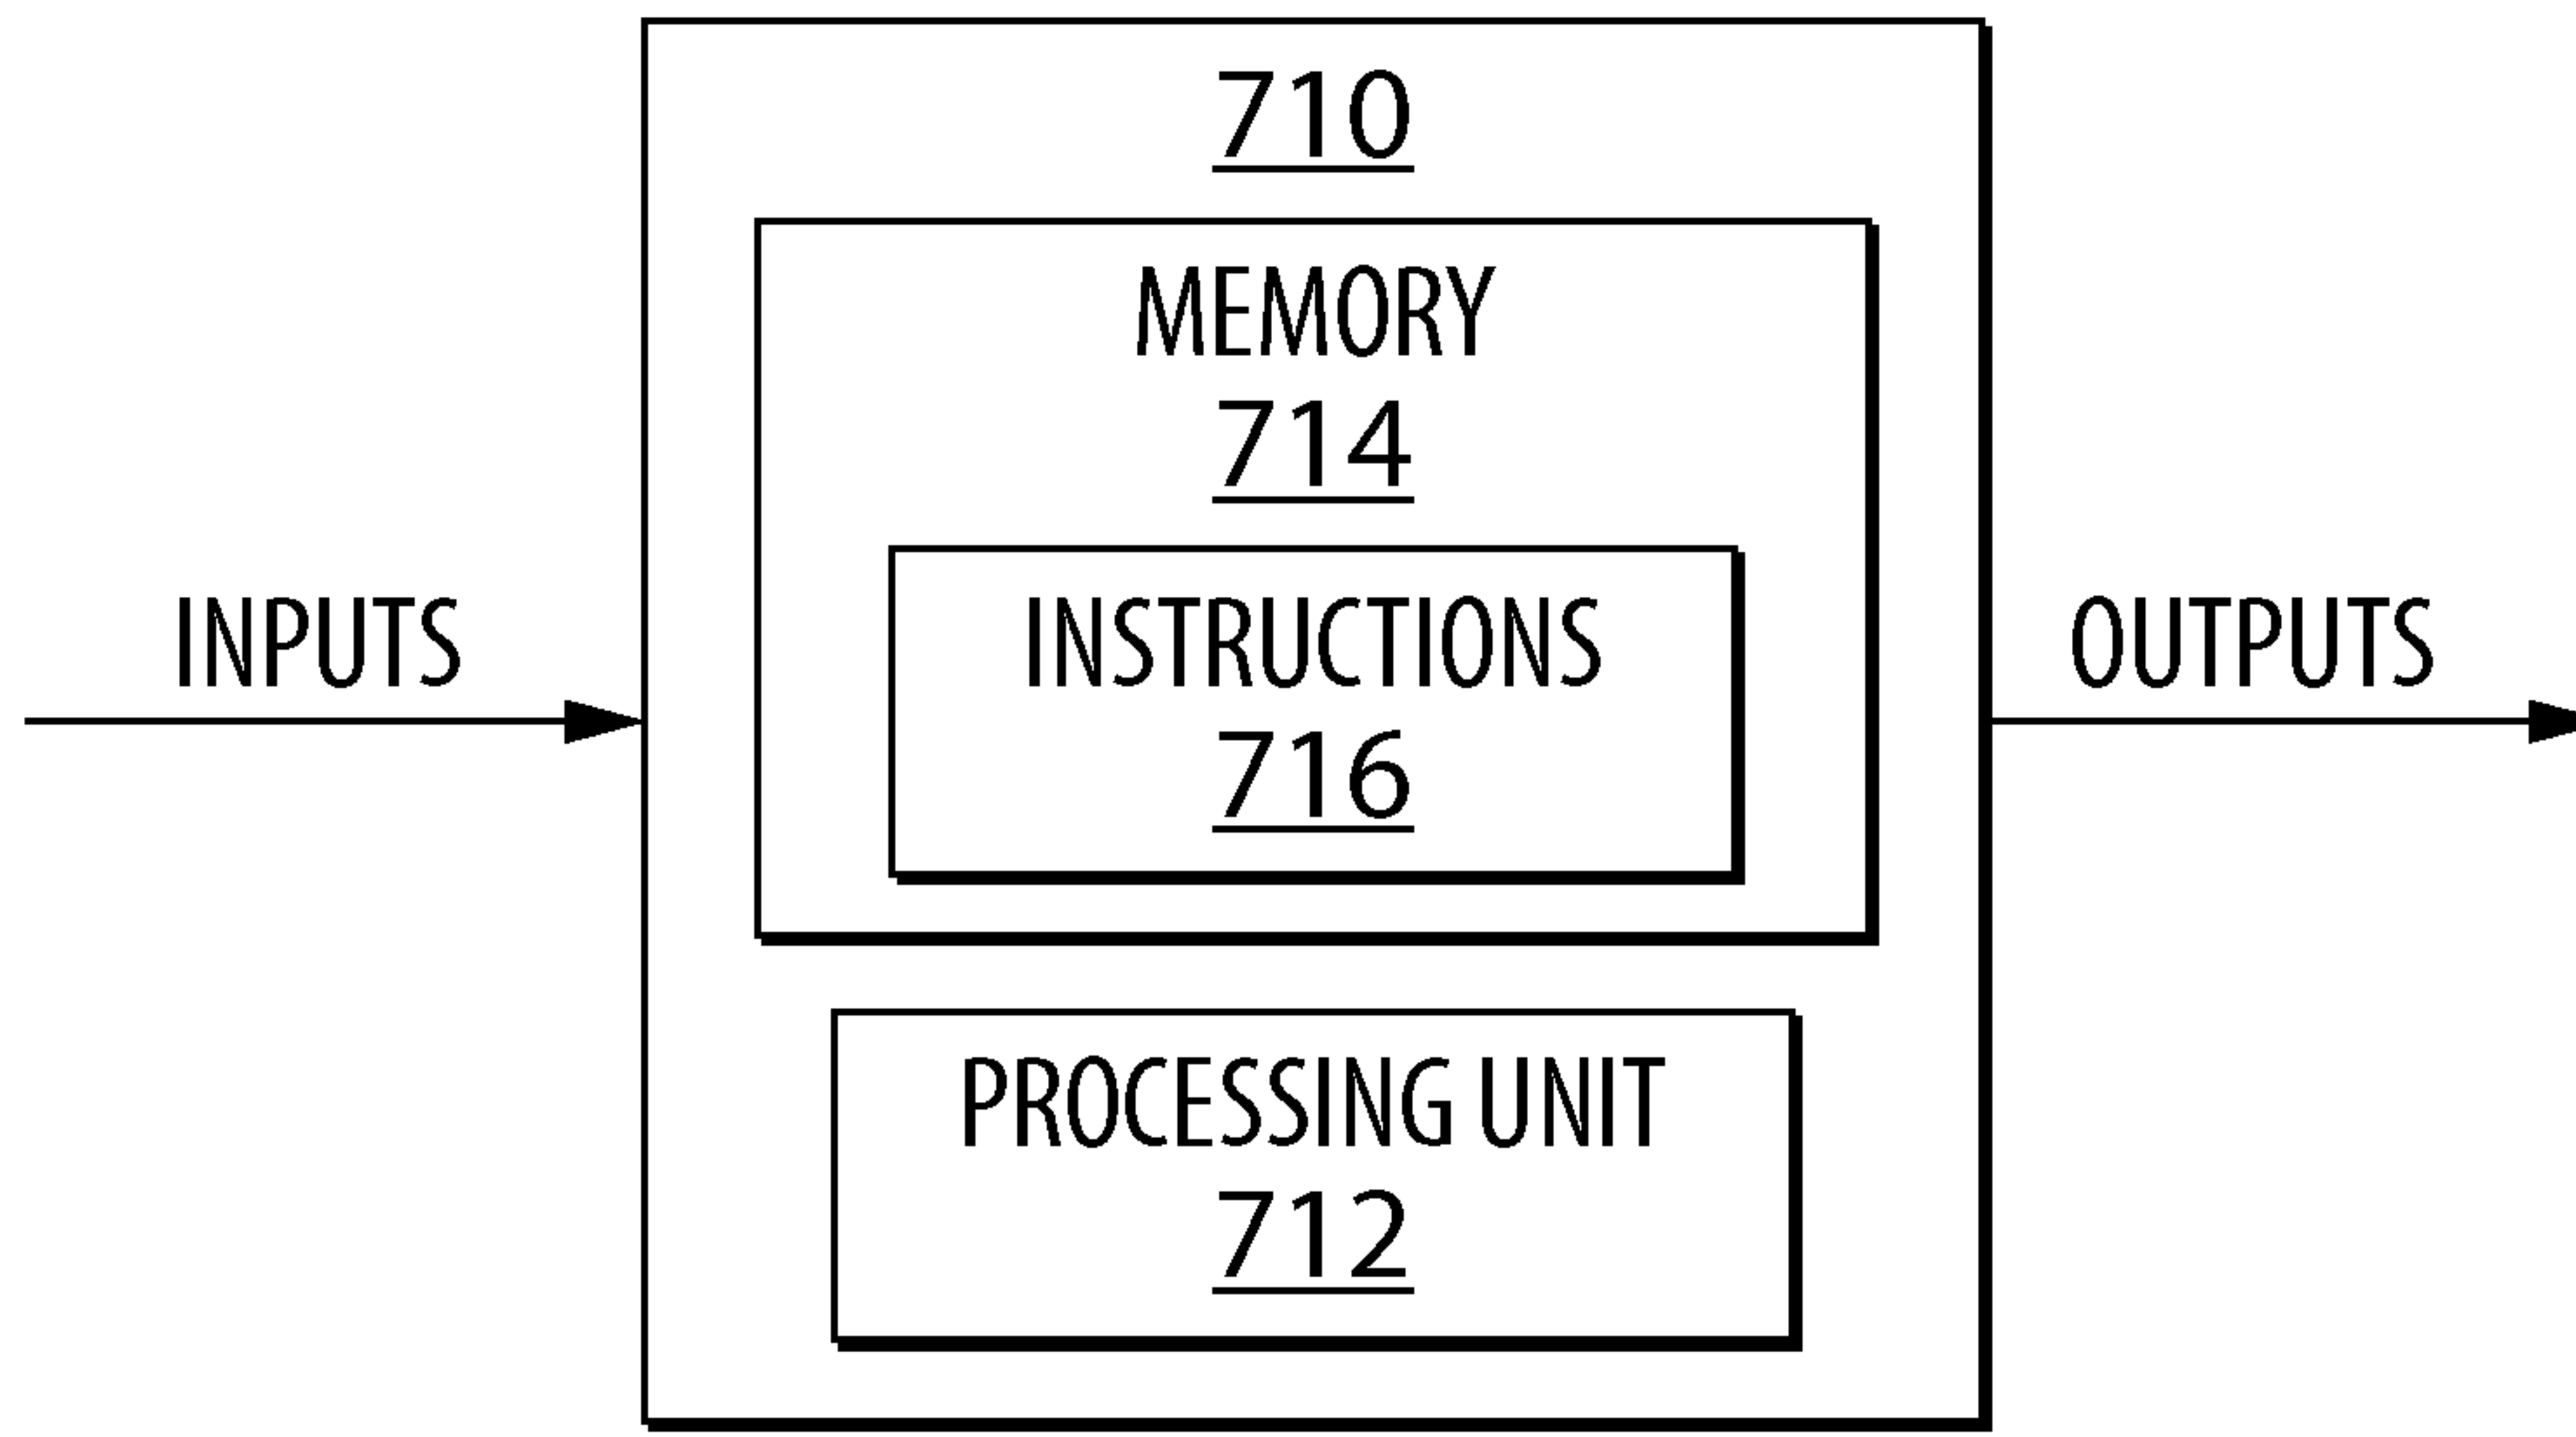 710
MEMORY
714
INPUTS
INSTRUCTIONS
OUTPUTS
716
PROCESSING UNIT
712